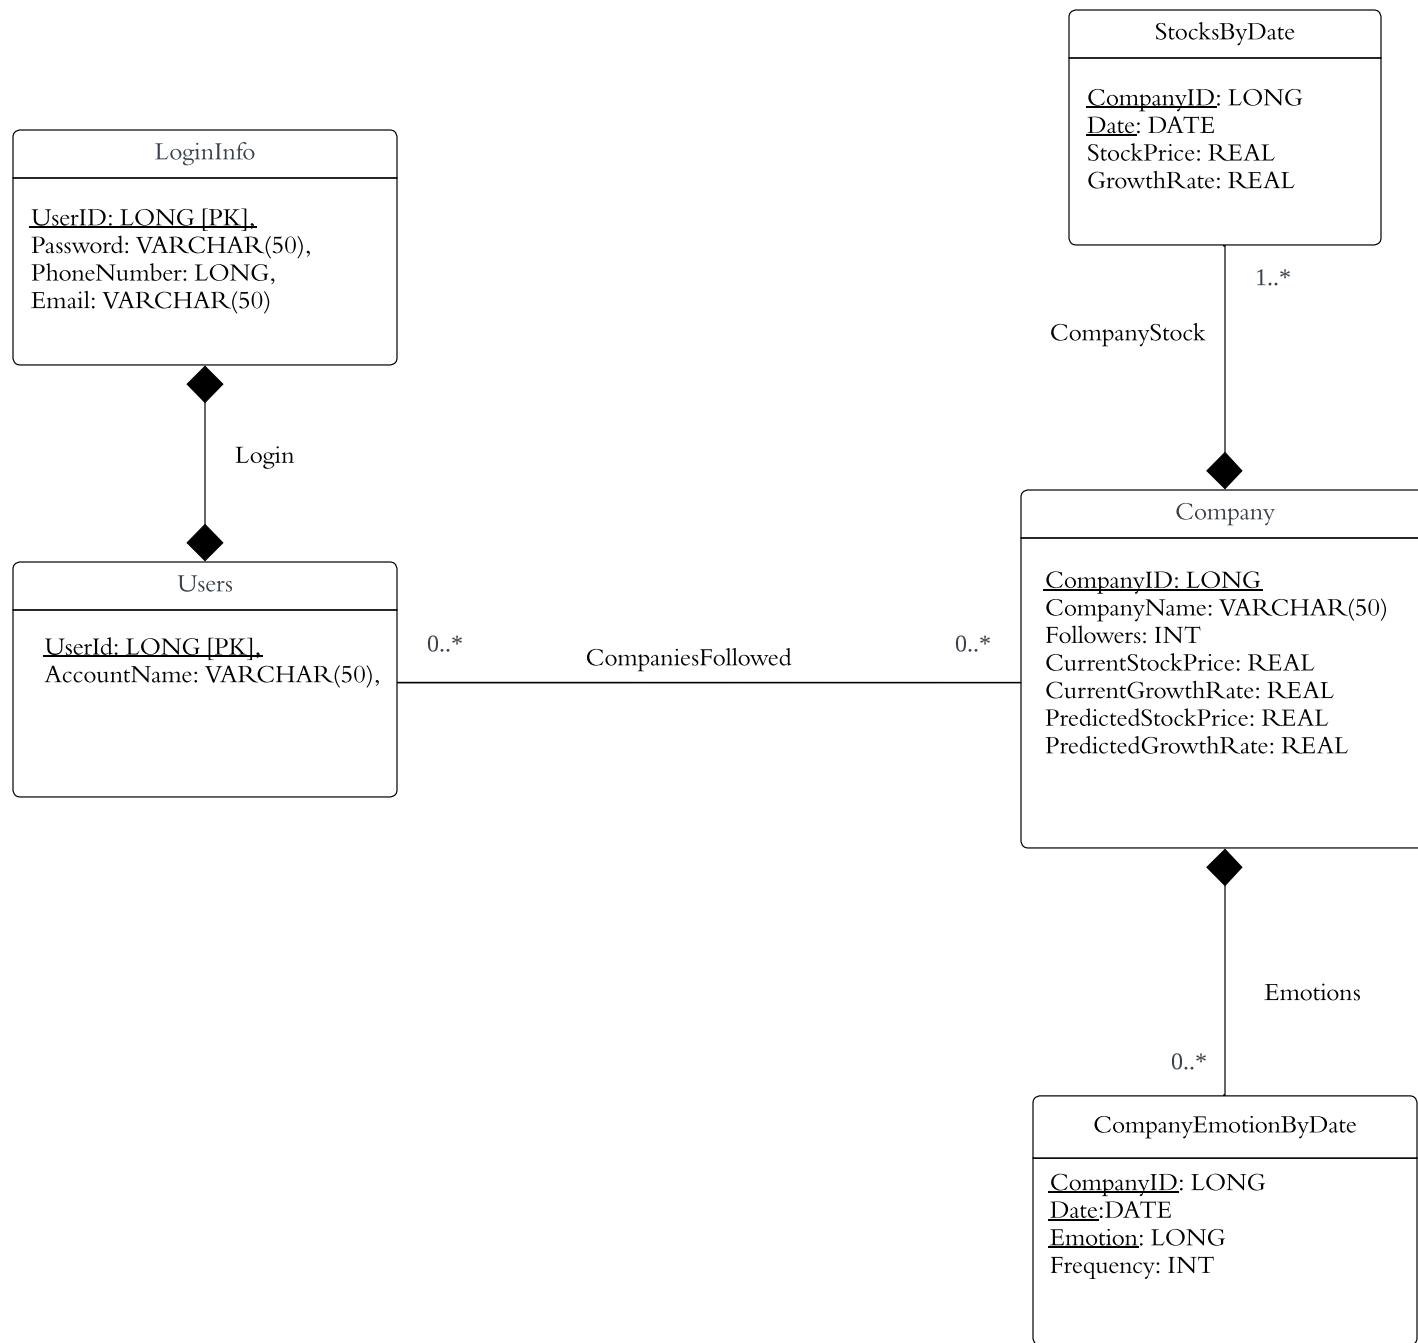 StocksByDate
CompanyID: LONG
Date: DATE
StockPrice: REAL
GrowthRate: REAL
LoginInfo
UserID: LONG [PK],
Password: VARCHAR(50),
PhoneNumber: LONG,
Email: VARCHAR(50)
1..*
CompanyStock
Login
Company
CompanyID: LONG
CompanyName: VARCHAR(50)
Followers: INT
CurrentStockPrice: REAL
CurrentGrowthRate: REAL
PredictedStockPrice: REAL
PredictedGrowthRate: REAL
Users
UserId: LONG [PK],
AccountName: VARCHAR(50),
0..*
CompaniesFollowed
0..*
Emotions
0..*
CompanyEmotionByDate
CompanyID: LONG
Date:DATE
Emotion: LONG
Frequency: INT